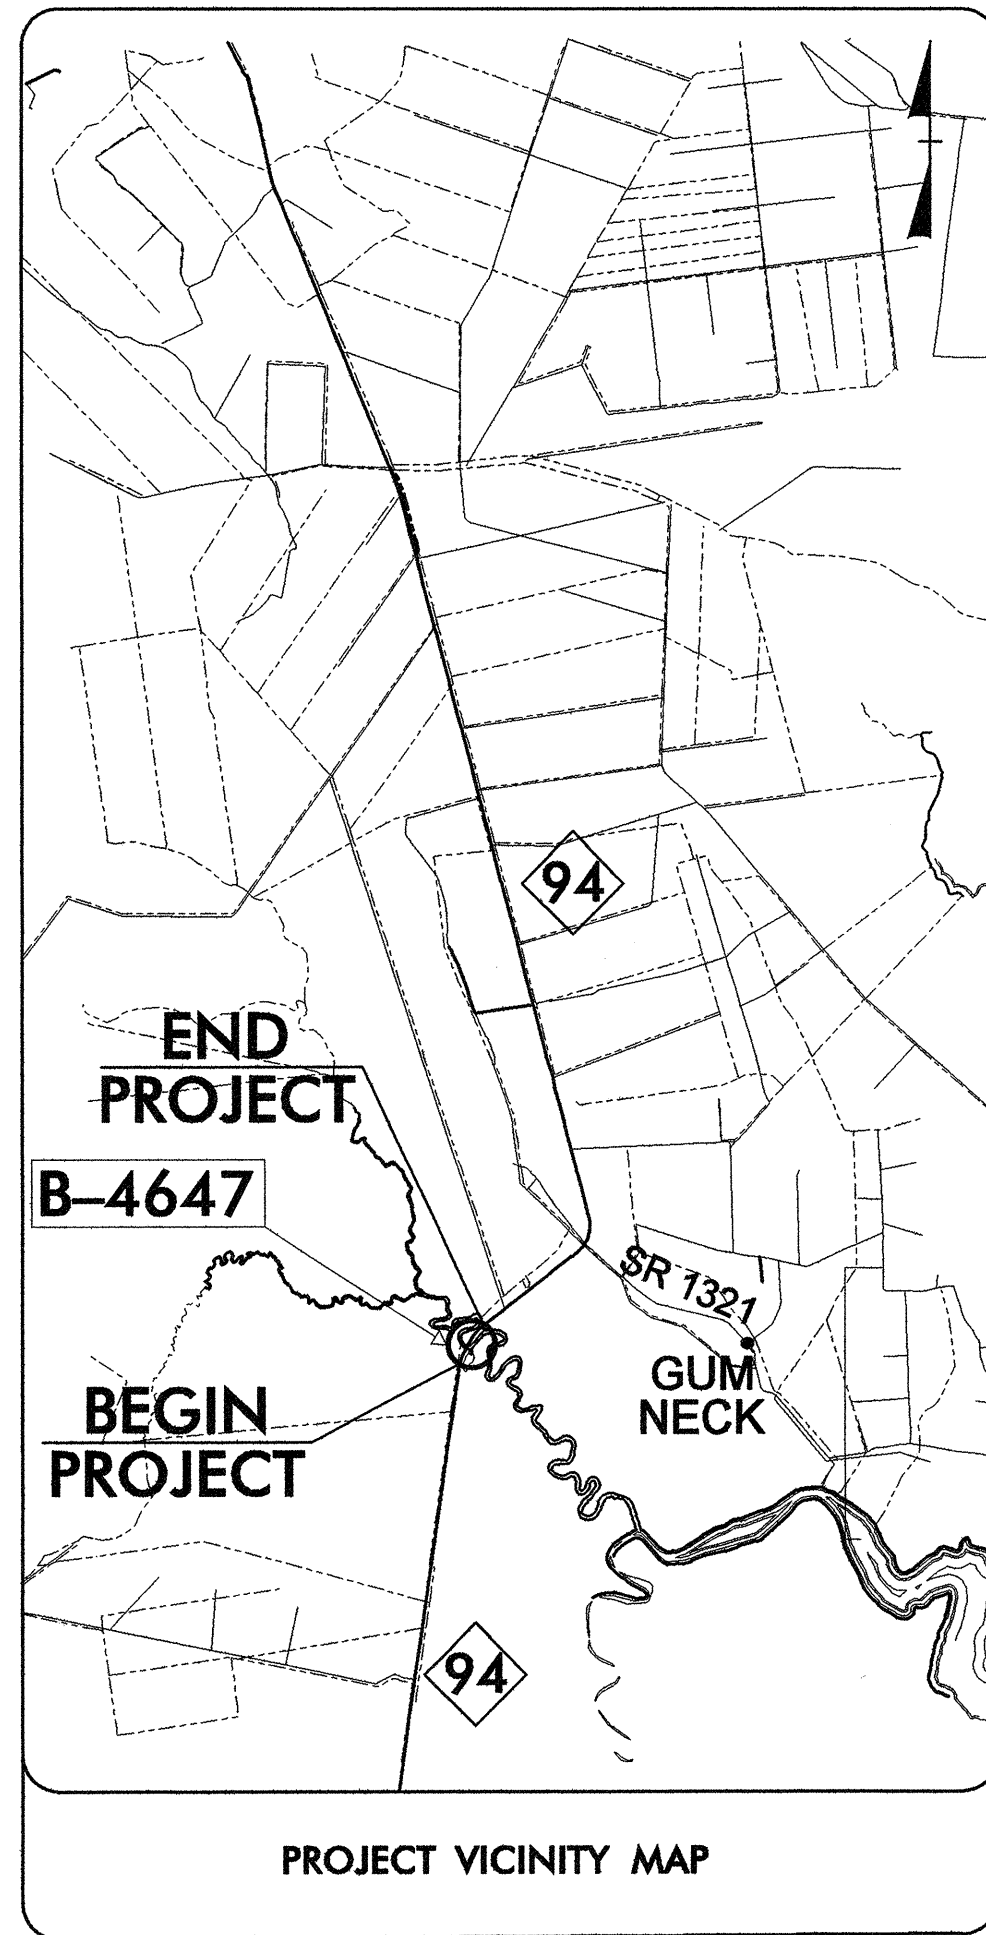 94
END
PROJECT
B–4647
SR 1321
GUM
NECK
BEGIN
PROJECT
94
PROJECT VICINITY MAP